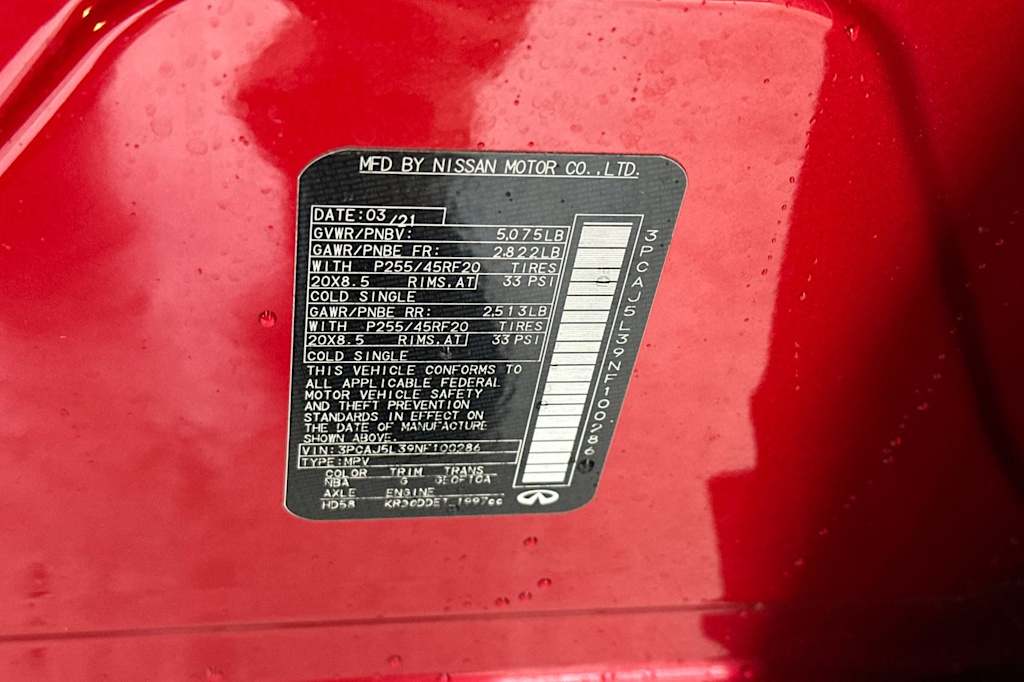 MFD BY NISSAN MOTOR CO.,LTD.
DATE:03/21
GVWR/PNBV: 5,075LB
GAWR/PNBE FR: 2,822LB
WITH P255/45RF20 TIRES
20X8.5 RIMS.AT 33 PSI
COLD SINGLE
GAWR/PNBE RR: 2,513LB
WITH P255/45RF20 TIRES
20X8.5 RIMS.AT 33 PSI
COLD SINGLE
THIS VEHICLE CONFORMS TO
ALL APPLICABLE FEDERAL
MOTOR VEHICLE SAFETY
AND THEFT PREVENTION
STANDARDS IN EFFECT ON
THE DATE OF MANUFACTURE
SHOWN ABOVE.
VIN:3PCAJ5L39NF100286
TYPE:MPV
COLOR TRIM TRANS
NBA G
AXLE ENGINE
HD58 1997cc
3PCAJ5L39NF100286